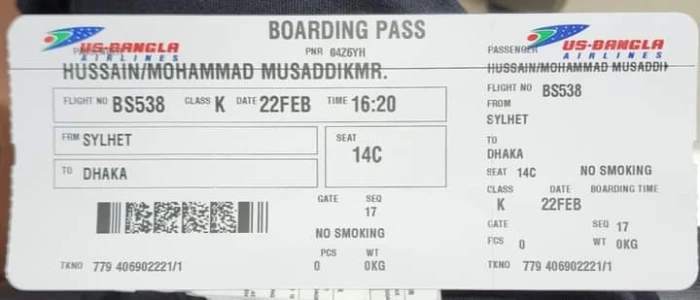 BOARDING PASS
US-BANGLA
AIRLINES
PNR 04Z6YH
HUSSAIN/MOHAMMAD MUSADDIKMR.
FLIGHT NO BS538 CLASS K DATE 22FEB TIME 16:20
FRM SYLHET
TO DHAKA
SEAT
14C
GATE SEQ
17
NO SMOKING
PCS WT
0 0KG
TKNO 779 406902221/1
PASSENGER
US-BANGLA
AIRLINES
HUSSAIN/MOHAMMAD MUSADDI
FLIGHT NO BS538
FROM
SYLHET
TO
DHAKA
SEAT 14C NO SMOKING
CLASS DATE BOARDING TIME
K 22FEB
GATE SEQ 17
PCS 0 WT 0KG
TKNO 779 406902221/1